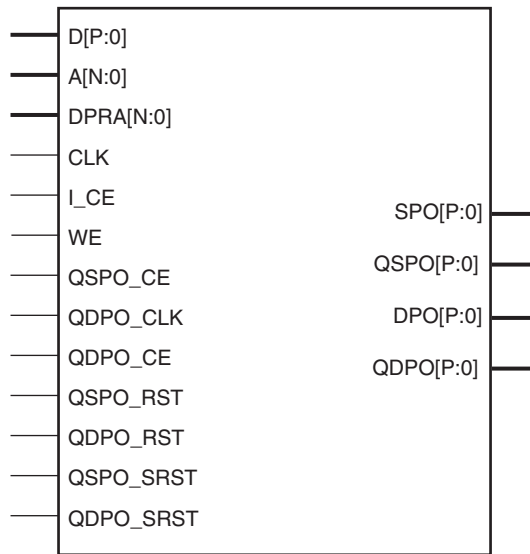 D[P:0]
A[N:0]
DPRA[N:0]
CLK
I_CE
WE
QSPO_CE
QDPO_CLK
QDPO_CE
QSPO_RST
QDPO_RST
QSPO_SRST
QDPO_SRST
SPO[P:0]
QSPO[P:0]
DPO[P:0]
QDPO[P:0]